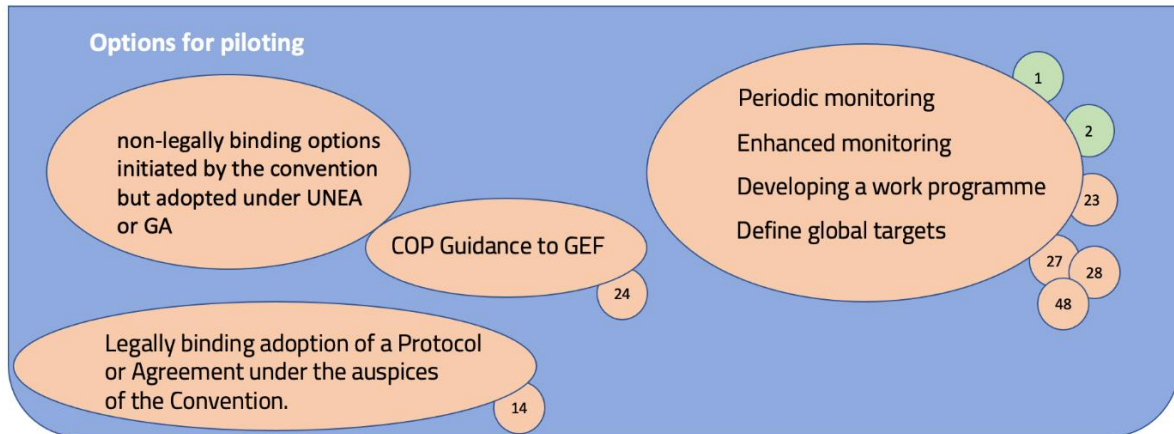 Options for piloting
non-legally binding options
initiated by the convention
but adopted under UNEA
or GA
COP Guidance to GEF
24
Legally binding adoption of a Protocol
or Agreement under the auspices
of the Convention.
14
Periodic monitoring
Enhanced monitoring
Developing a work programme
Define global targets
1
2
23
27
28
48